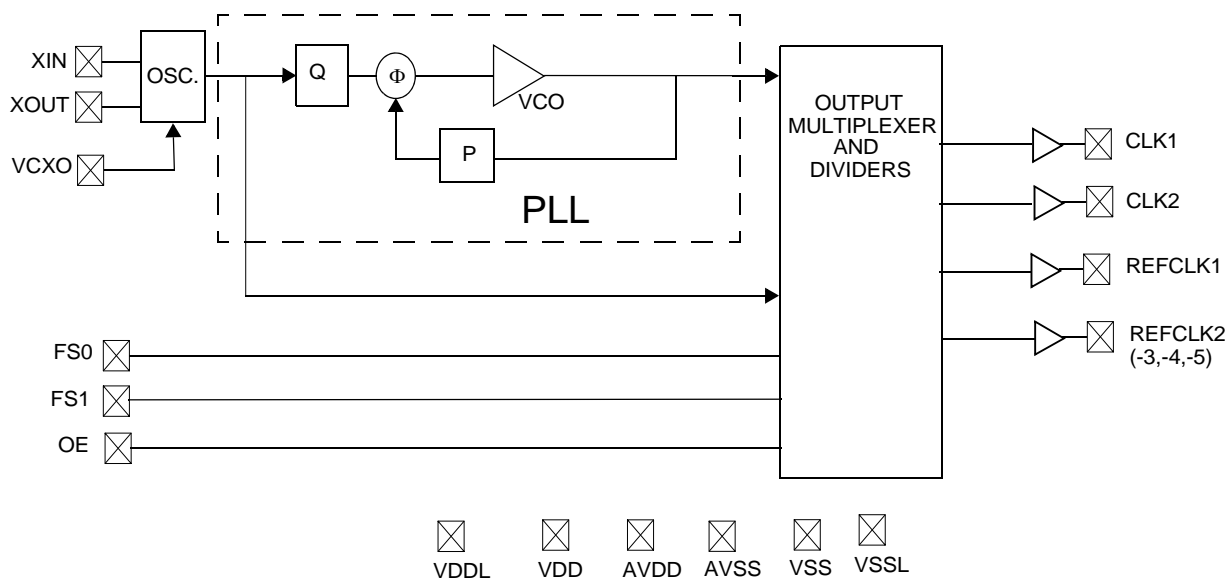 XIN
OSC.
XOUT
VCXO
Q
Φ
VCO
P
PLL
OUTPUT
MULTIPLEXER
AND
DIVIDERS
CLK1
CLK2
REFCLK1
REFCLK2
(-3,-4,-5)
FS0
FS1
OE
VDDL
VDD
AVDD
AVSS
VSS
VSSL